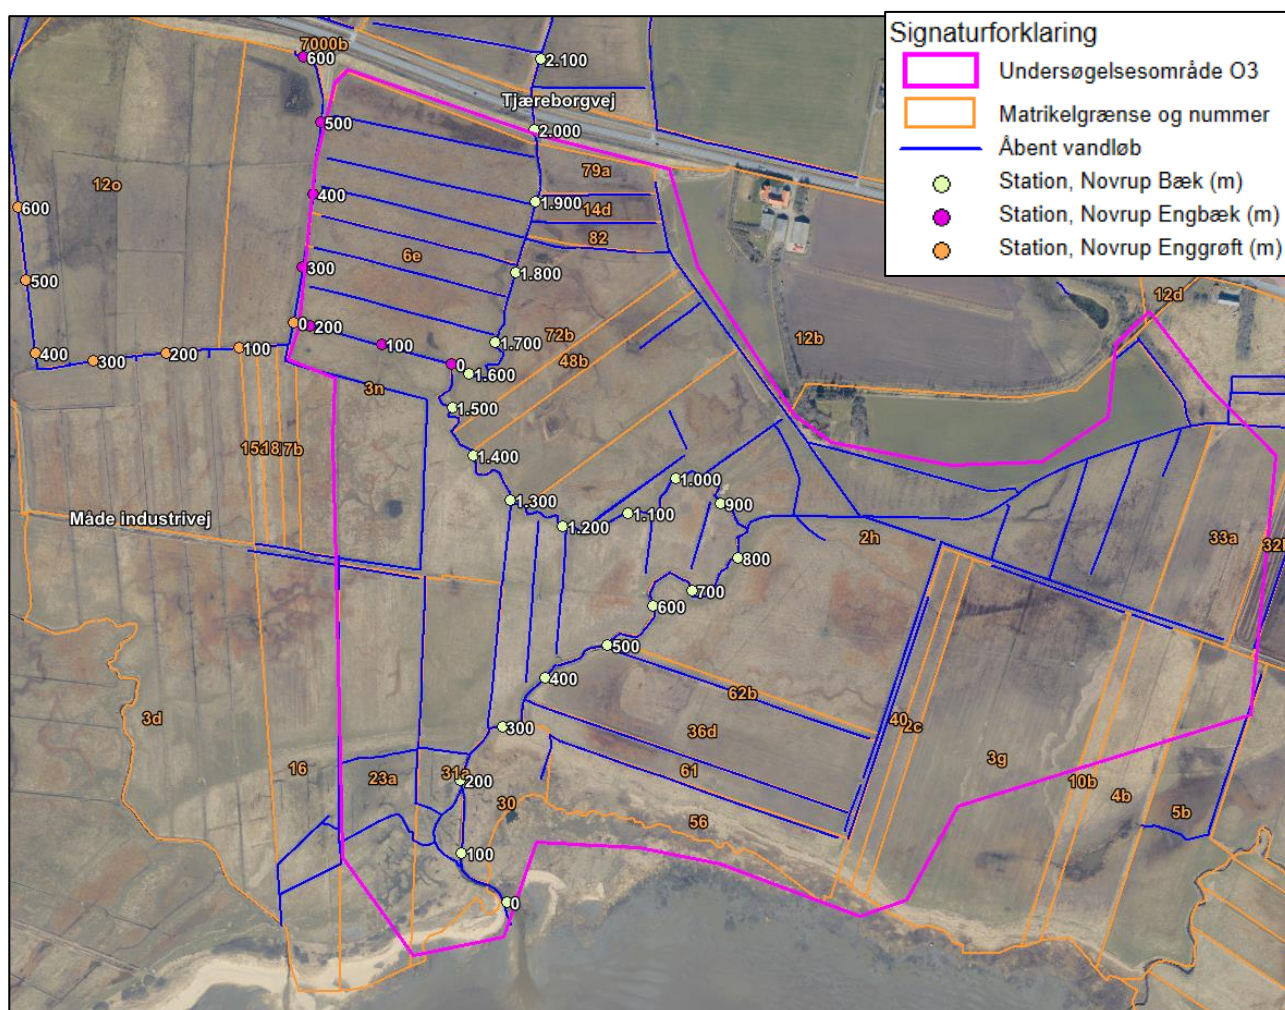 Signaturforklaring
Undersøgelsesområde O3
Matrikelgrænse og nummer
Åbent vandløb
Station, Novrup Bæk (m)
Station, Novrup Engbæk (m)
Station, Novrup Enggrøft (m)
7000b
600
2.100
Tjæreborgvej
500
2.000
79a
12o
400
1.900
14d
600
82
6e
300
1.800
500
12d
0
200
72b
12b
400
300
200
100
100
1.700
48b
0
1.600
3n
1.500
15a
18
17b
1.400
1.000
1.300
900
Måde industrivej
1.100
1.200
2h
33a
800
700
600
500
400
62b
3d
300
36d
40
2c
3g
16
23a
31a
200
61
10b
4b
30
56
5b
100
0